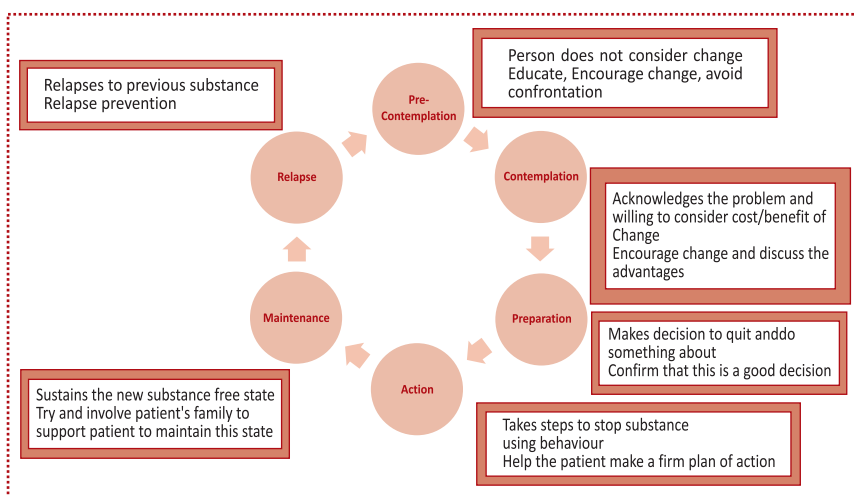 Person does not consider change
Educate, Encourage change, avoid
confrontation
Relapses to previous substance
Relapse prevention
Pre-
Contemplation
Relapse
Contemplation
Acknowledges the problem and
willing to consider cost/benefit of
Change
Encourage change and discuss the
advantages
Maintenance
Preparation
Makes decision to quit anddo
something about
Confirm that this is a good decision
Action
Sustains the new substance free state
Try and involve patient's family to
support patient to maintain this state
Takes steps to stop substance
using behaviour
Help the patient make a firm plan of action